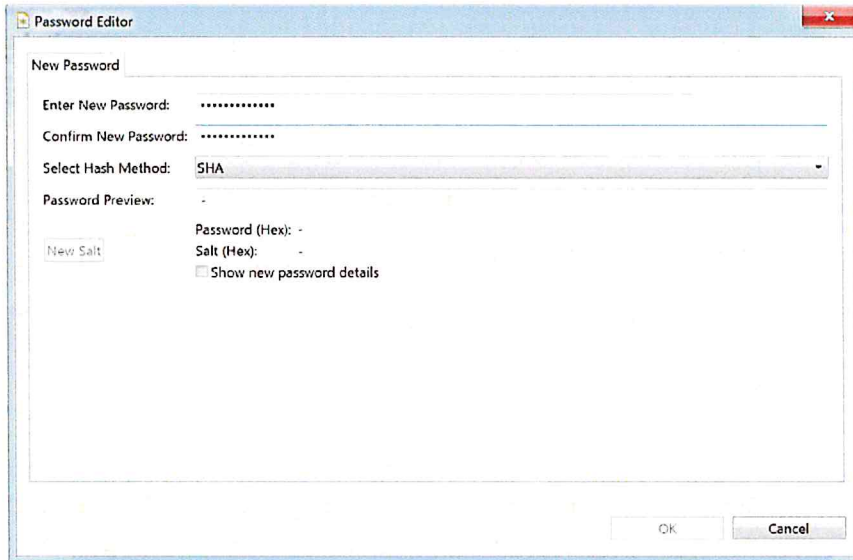 Password Editor
New Password
Enter New Password: •••••••••••••
Confirm New Password: •••••••••••••
Select Hash Method: SHA
Password Preview: -
Password (Hex): -
New Salt
Salt (Hex): -
Show new password details
OK Cancel